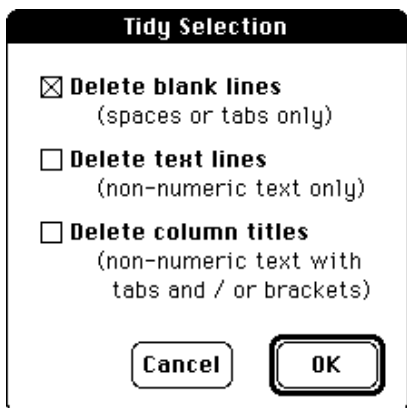 Tidy Selection
Delete blank lines
(spaces or tabs only)
Delete text lines
(non-numeric text only)
Delete column titles
(non-numeric text with
tabs and / or brackets)
Cancel OK